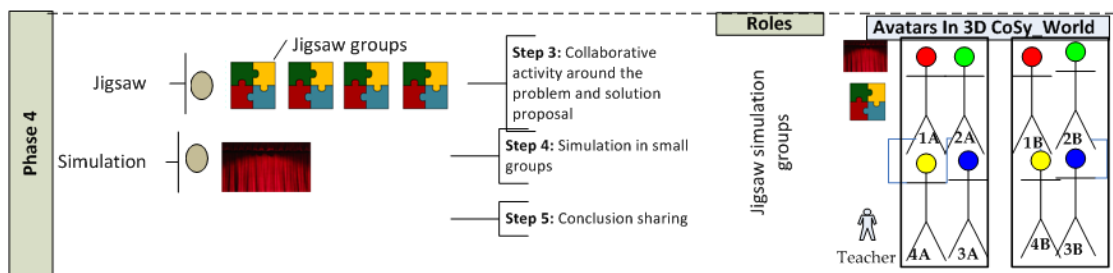 Phase 4
Jigsaw
Jigsaw groups
Simulation
Step 3: Collaborative
activity around the
problem and solution
proposal
Step 4: Simulation in small
groups
Step 5: Conclusion sharing
Roles
Jigsaw simulation
groups
Avatars In 3D CoSy_World
1A
2A
1B
2B
Teacher
4A
3A
4B
3B